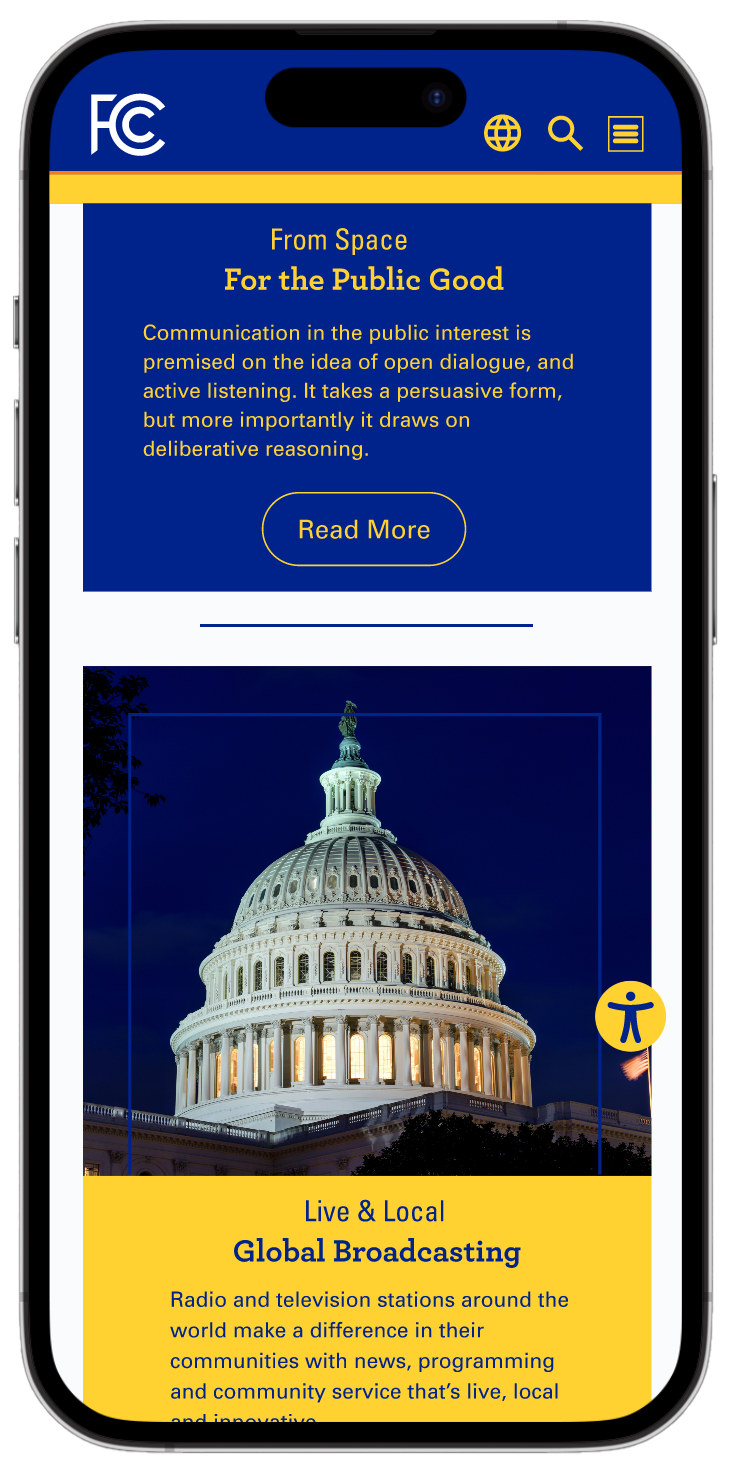 FCC
From Space
For the Public Good
Communication in the public interest is
premised on the idea of open dialogue, and
active listening. It takes a persuasive form,
but more importantly it draws on
deliberative reasoning.
Read More
Live & Local
Global Broadcasting
Radio and television stations around the
world make a difference in their
communities with news, programming
and community service that's live, local
and innovative